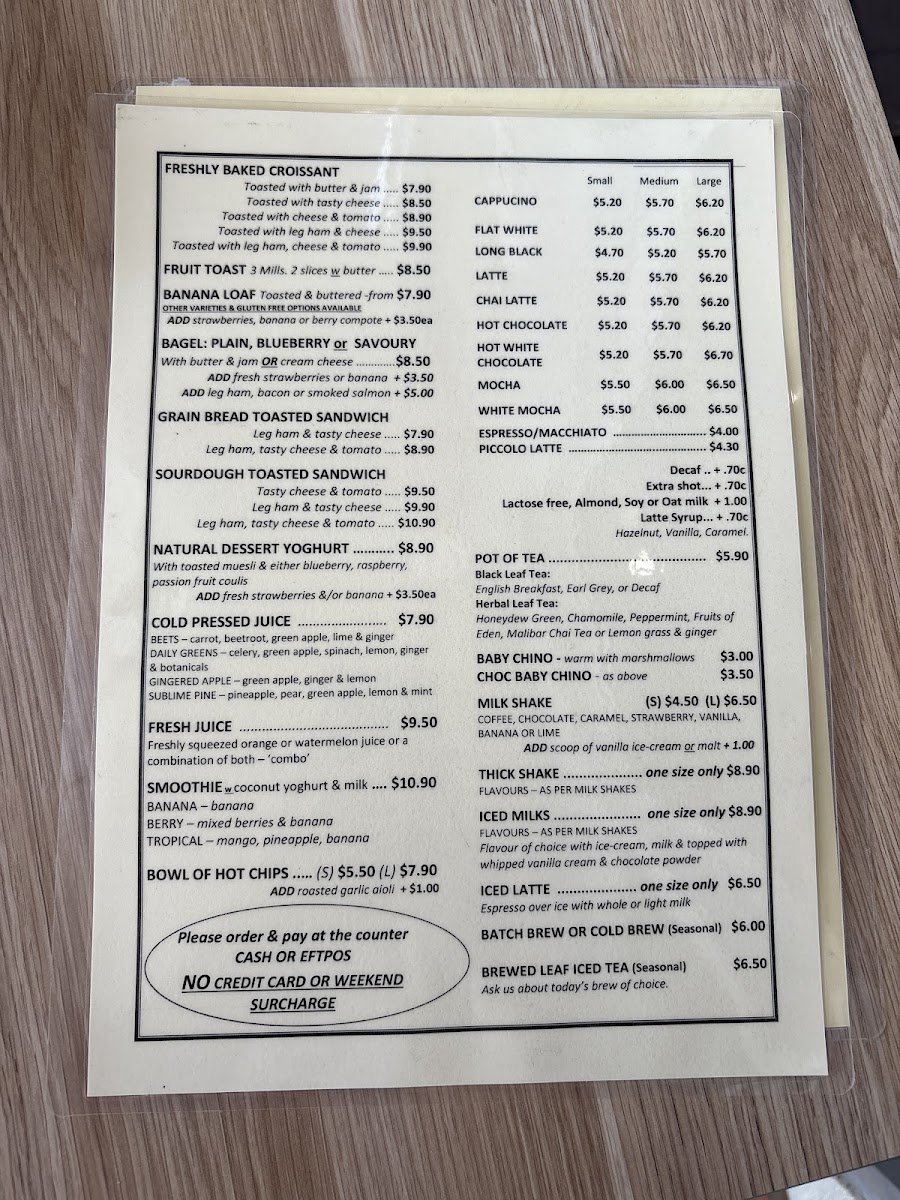 FRESHLY BAKED CROISSANT
Toasted with butter & jam ..... $7.90
Toasted with tasty cheese ..... $8.50
Toasted with cheese & tomato ..... $8.90
Toasted with leg ham & cheese ..... $9.50
Toasted with leg ham, cheese & tomato ..... $9.90
FRUIT TOAST 3 Mills. 2 slices w butter ..... $8.50
BANANA LOAF Toasted & buttered -from $7.90
OTHER VARIETIES & GLUTEN FREE OPTIONS AVAILABLE
ADD strawberries, banana or berry compote + $3.50ea
BAGEL: PLAIN, BLUEBERRY or SAVOURY
With butter & jam OR cream cheese ............$8.50
ADD fresh strawberries or banana + $3.50
ADD leg ham, bacon or smoked salmon + $5.00
GRAIN BREAD TOASTED SANDWICH
Leg ham & tasty cheese ..... $7.90
Leg ham, tasty cheese & tomato ..... $8.90
SOURDOUGH TOASTED SANDWICH
Tasty cheese & tomato ..... $9.50
Leg ham & tasty cheese ..... $9.90
Leg ham, tasty cheese & tomato ..... $10.90
NATURAL DESSERT YOGHURT .......... $8.90
With toasted muesli & either blueberry, raspberry,
passion fruit coulis
ADD fresh strawberries &/or banana + $3.50ea
COLD PRESSED JUICE ....................... $7.90
BEETS – carrot, beetroot, green apple, lime & ginger
DAILY GREENS – celery, green apple, spinach, lemon, ginger
& botanicals
GINGERED APPLE – green apple, ginger & lemon
SUBLIME PINE – pineapple, pear, green apple, lemon & mint
FRESH JUICE ....................................... $9.50
Freshly squeezed orange or watermelon juice or a
combination of both – ‘combo’
SMOOTHIE w coconut yoghurt & milk .... $10.90
BANANA – banana
BERRY – mixed berries & banana
TROPICAL – mango, pineapple, banana
BOWL OF HOT CHIPS ..... (S) $5.50 (L) $7.90
ADD roasted garlic aioli + $1.00
Please order & pay at the counter
CASH OR EFTPOS
NO CREDIT CARD OR WEEKEND
SURCHARGE
Small Medium Large
CAPPUCINO $5.20 $5.70 $6.20
FLAT WHITE $5.20 $5.70 $6.20
LONG BLACK $4.70 $5.20 $5.70
LATTE $5.20 $5.70 $6.20
CHAI LATTE $5.20 $5.70 $6.20
HOT CHOCOLATE $5.20 $5.70 $6.20
HOT WHITE
CHOCOLATE $5.20 $5.70 $6.70
MOCHA $5.50 $6.00 $6.50
WHITE MOCHA $5.50 $6.00 $6.50
ESPRESSO/MACCHIATO .............................. $4.00
PICCOLO LATTE .......................................... $4.30
Decaf .. + .70c
Extra shot... + .70c
Lactose free, Almond, Soy or Oat milk + 1.00
Latte Syrup... + .70c
Hazelnut, Vanilla, Caramel.
POT OF TEA ........................................ $5.90
Black Leaf Tea:
English Breakfast, Earl Grey, or Decaf
Herbal Leaf Tea:
Honeydew Green, Chamomile, Peppermint, Fruits of
Eden, Malibar Chai Tea or Lemon grass & ginger
BABY CHINO - warm with marshmallows $3.00
CHOC BABY CHINO - as above $3.50
MILK SHAKE (S) $4.50 (L) $6.50
COFFEE, CHOCOLATE, CARAMEL, STRAWBERRY, VANILLA,
BANANA OR LIME
ADD scoop of vanilla ice-cream or malt + 1.00
THICK SHAKE .................... one size only $8.90
FLAVOURS – AS PER MILK SHAKES
ICED MILKS ...................... one size only $8.90
FLAVOURS – AS PER MILK SHAKES
Flavour of choice with ice-cream, milk & topped with
whipped vanilla cream & chocolate powder
ICED LATTE .................... one size only $6.50
Espresso over ice with whole or light milk
BATCH BREW OR COLD BREW (Seasonal) $6.00
BREWED LEAF ICED TEA (Seasonal) $6.50
Ask us about today’s brew of choice.